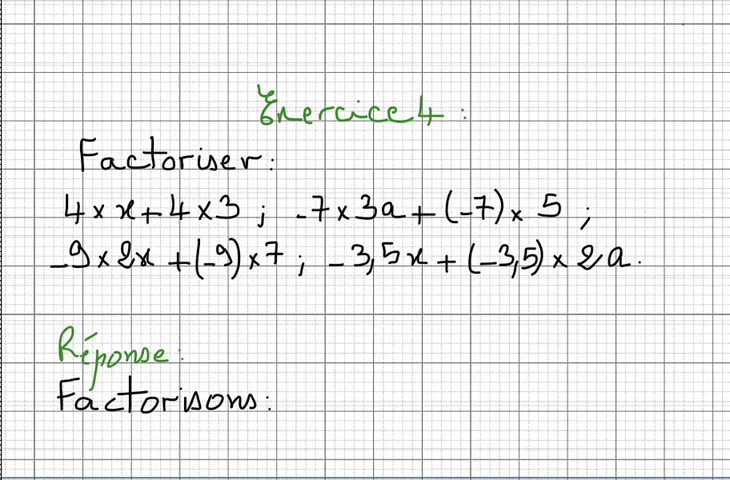 Exercice 4 :
Factoriser :
4 × x + 4 × 3 ; -7 × 3a + (-7) × 5 ;
-9 × 2x + (-9) × 7 ; -3,5x + (-3,5) × 2a.
Réponse :
Factorisons :